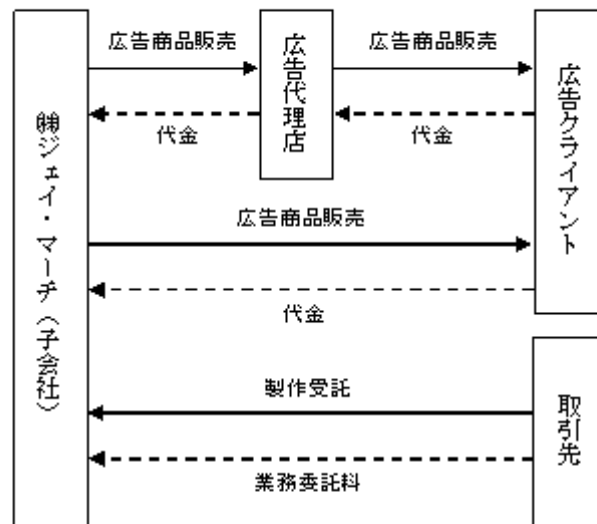 広告商品販売
広告商品販売
広告代理店
代金
代金
㈱ジェイ・マーチ（子会社）
広告クライアント
広告商品販売
代金
製作受託
業務委託料
取引先